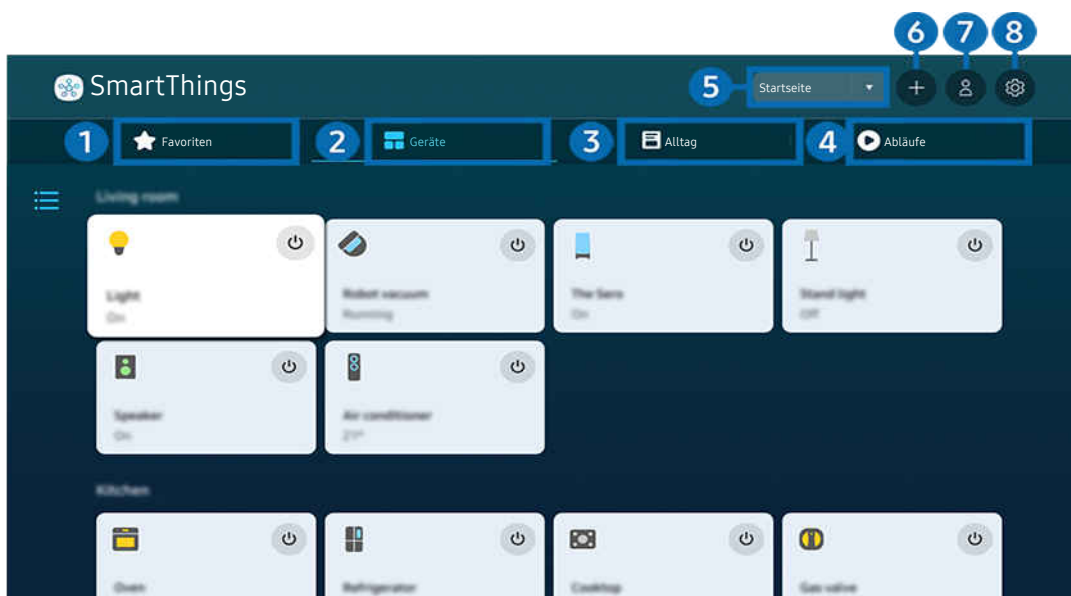 6 7 8
SmartThings
5 Startseite
1 Favoriten 2 Geräte 3 Alltag 4 Abläufe
Living room
Light
On
Robot vacuum
Running
The Sero
On
Stand light
Off
Speaker
On
Air conditioner
21°
Kitchen
Oven
Refrigerator
Cooktop
Gas valve